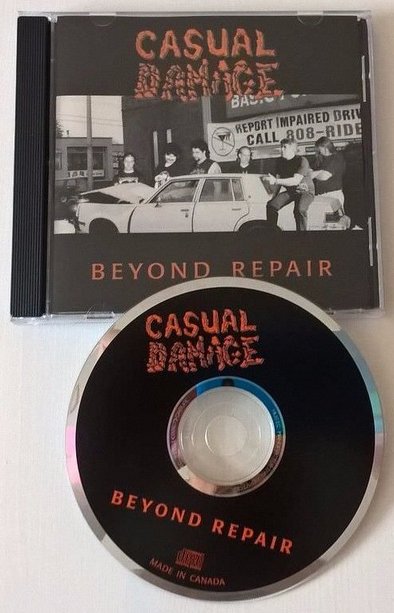 CASUAL
DAMAGE
REPORT IMPAIRED DRIV
CALL 808-RIDE
BEYOND REPAIR
CASUAL
DAMAGE
BEYOND REPAIR
MADE IN CANADA